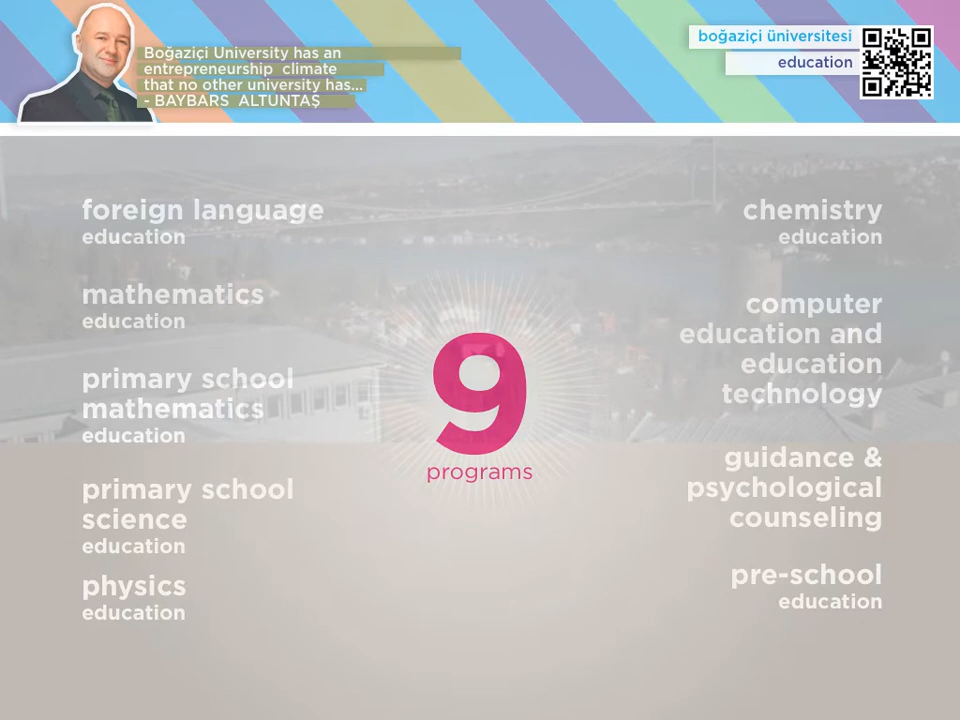 Boğaziçi University has an
entrepreneurship climate
that no other university has...
- BAYBARS ALTUNTAŞ
boğaziçi üniversitesi
education
foreign language
education
mathematics
education
primary school
mathematics
education
primary school
science
education
physics
education
9
programs
chemistry
education
computer
education and
education
technology
guidance &
psychological
counseling
pre-school
education